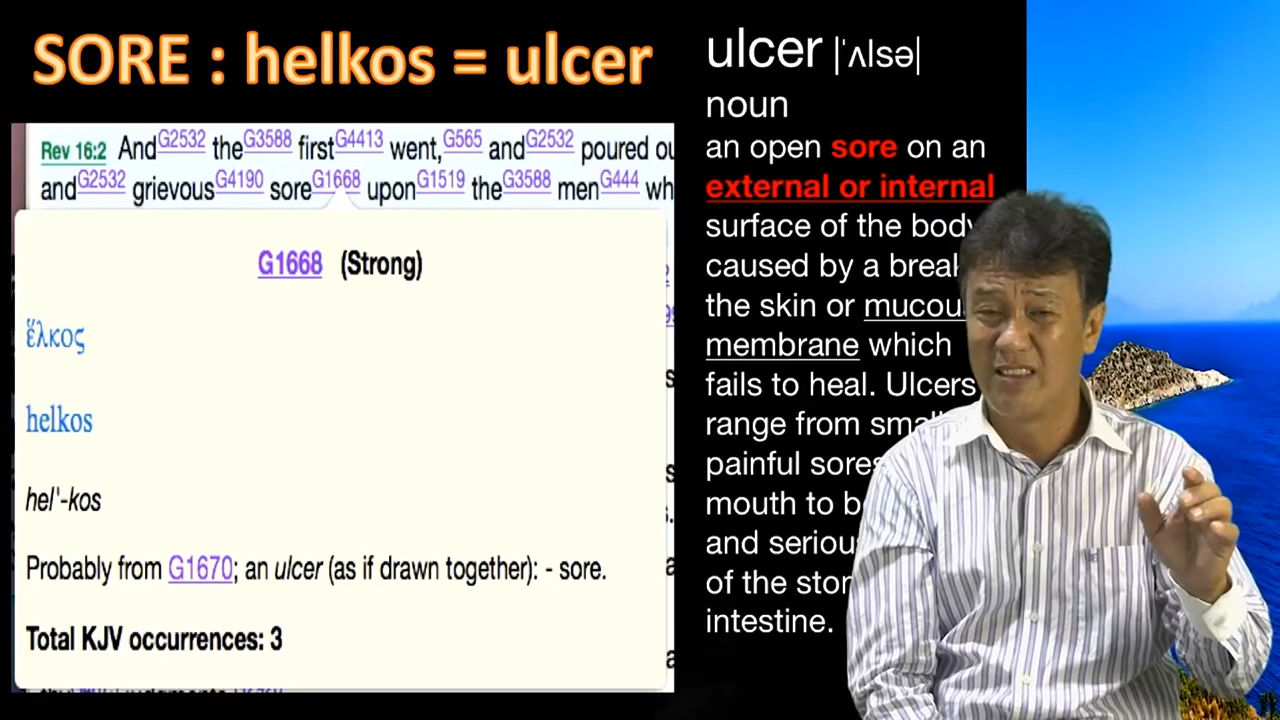 SORE : helkos = ulcer
Rev 16:2 And G2532 the G3588 first G4413 went, G565 and G2532 poured
and G2532 grievous G4190 sore G1668 upon G1519 the G3588 men G444
G1668 (Strong)
ἕλκος
helkos
hel'-kos
Probably from G1670; an ulcer (as if drawn together): - sore.
Total KJV occurrences: 3
ulcer |ˈʌlsə|
noun
an open sore on an
external or internal
surface of the body
caused by a break
the skin or
membrane which
fails to heal. Ulcers
range from
painful sores
mouth to
and
of the
intestine.